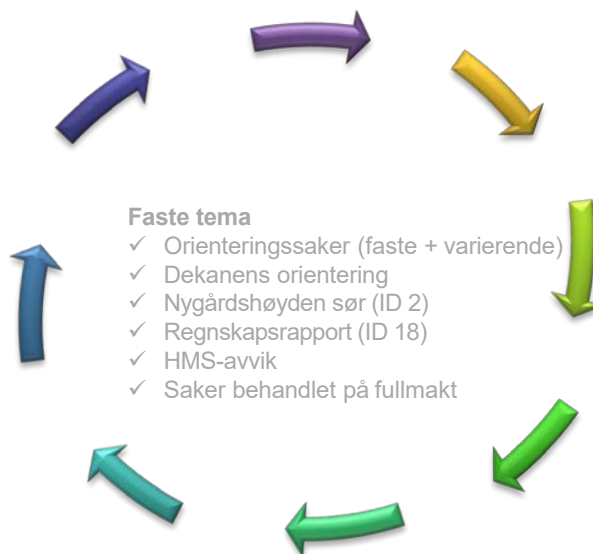 Faste tema
✓ Orienteringssaker (faste + varierende)
✓ Dekanens orientering
✓ Nygårdshøyden sør (ID 2)
✓ Regnskapsrapport (ID 18)
✓ HMS-avvik
✓ Saker behandlet på fullmakt